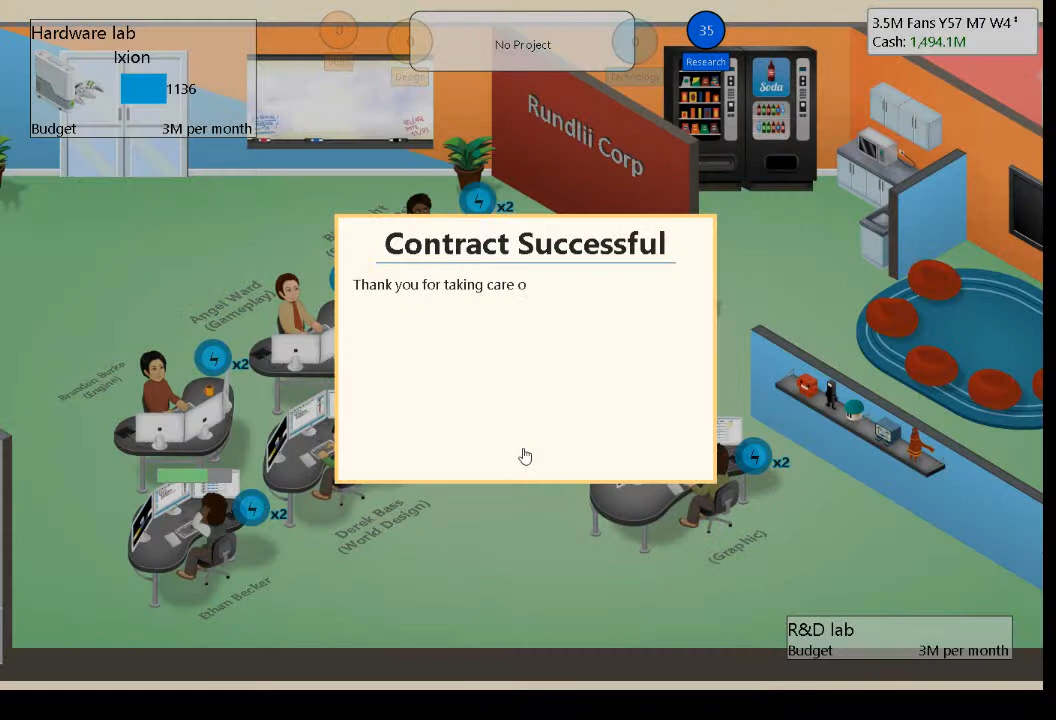 Hardware lab
Ixion
1136
Budget 3M per month
No Project
Design
Technology
35
Research
3.5M Fans Y57 M7 W4
Cash: 1,494.1M
Soda
Rundlii Corp
x2
Contract Successful
Thank you for taking care o
Angel Ward
(Gameplay)
x2
(Engine)
x2
x2
Derek Bass
(World Design)
(Graphic)
Ethan Becker
R&D lab
Budget 3M per month